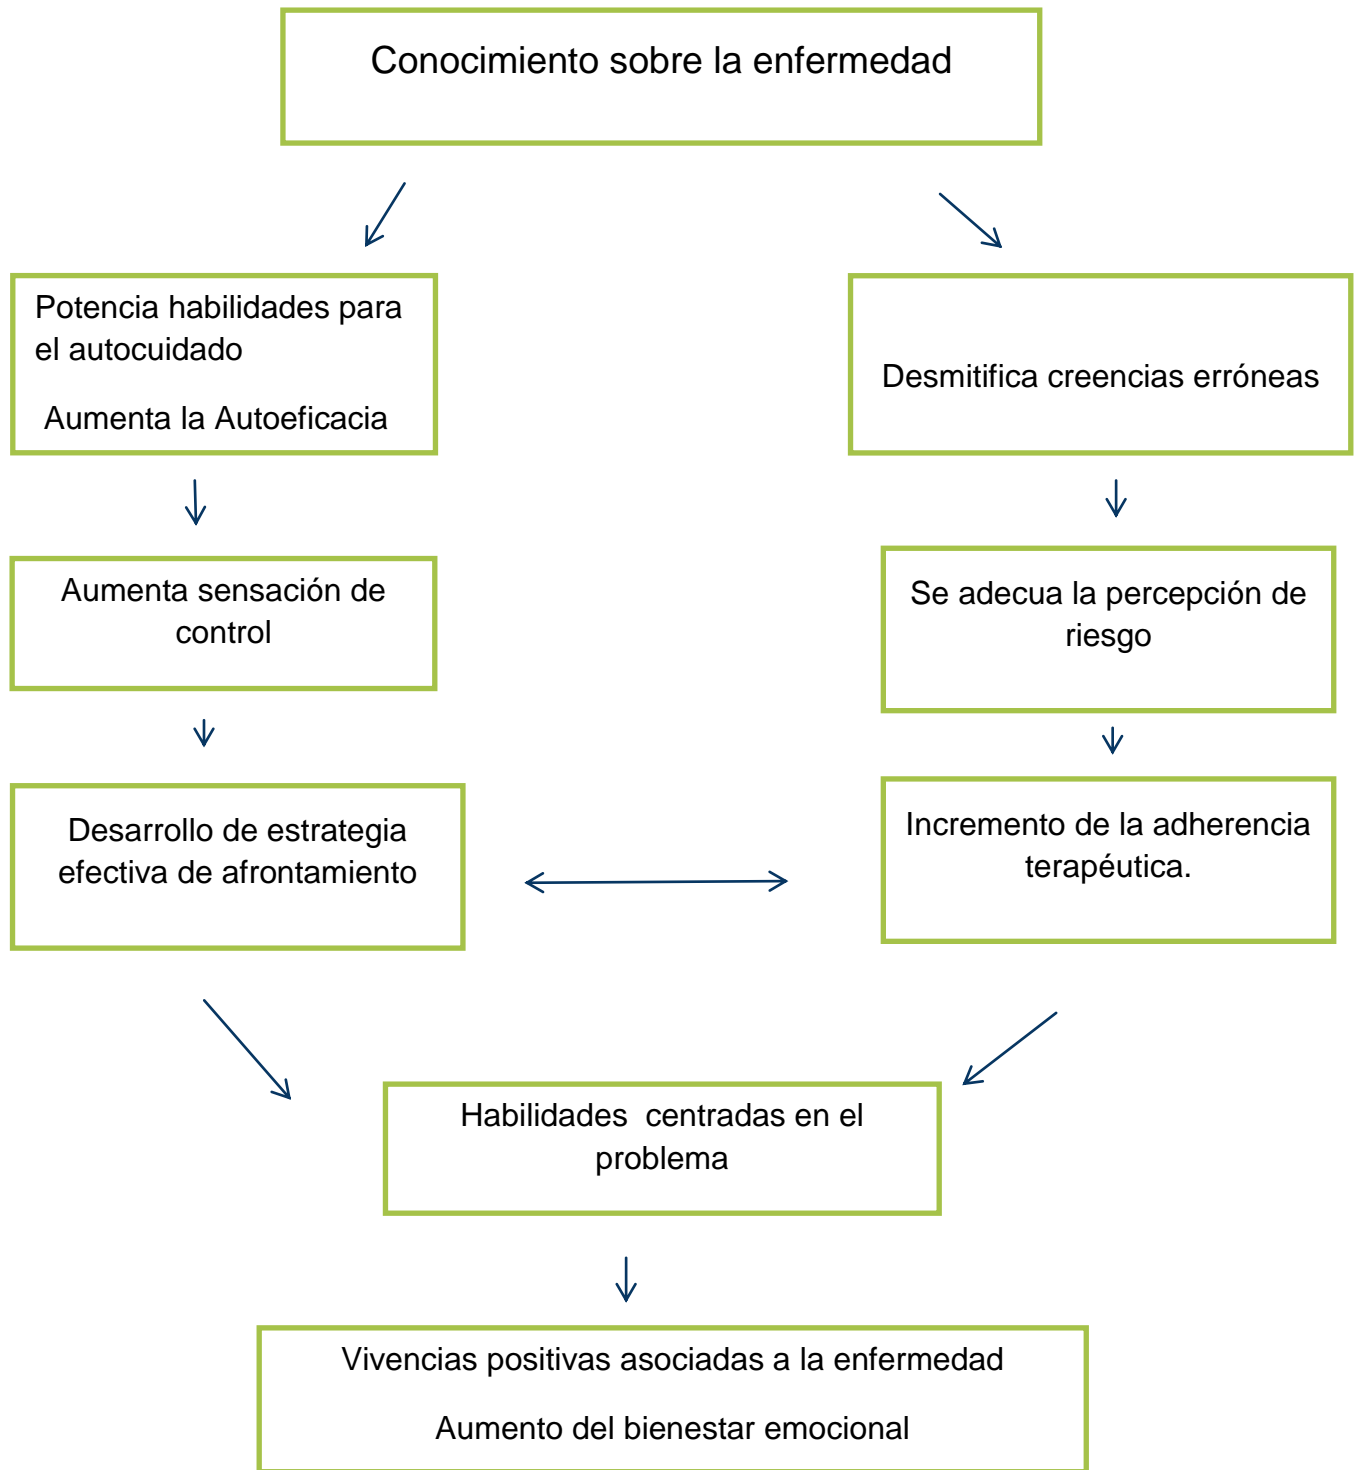 Conocimiento sobre la enfermedad
Potencia habilidades para
el autocuidado
Aumenta la Autoeficacia
Desmitifica creencias erróneas
Aumenta sensación de
control
Se adecua la percepción de
riesgo
Desarrollo de estrategia
efectiva de afrontamiento
Incremento de la adherencia
terapéutica.
Habilidades centradas en el
problema
Vivencias positivas asociadas a la enfermedad
Aumento del bienestar emocional